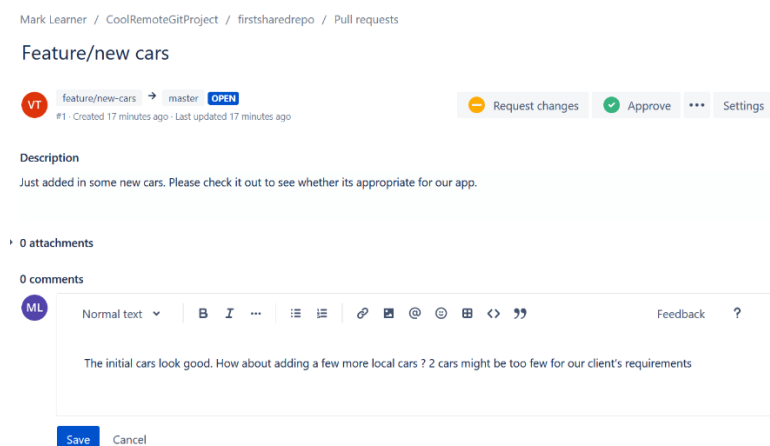 Mark Learner / CoolRemoteGitProject / firstsharedrepo / Pull requests
Feature/new cars
VT
feature/new-cars → master OPEN
#1 · Created 17 minutes ago · Last updated 17 minutes ago
Request changes
Approve
•••
Settings
Description
Just added in some new cars. Please check it out to see whether its appropriate for our app.
0 attachments
0 comments
ML
Normal text B I ••• @ <> Feedback ?
The initial cars look good. How about adding a few more local cars ? 2 cars might be too few for our client's requirements
Save Cancel